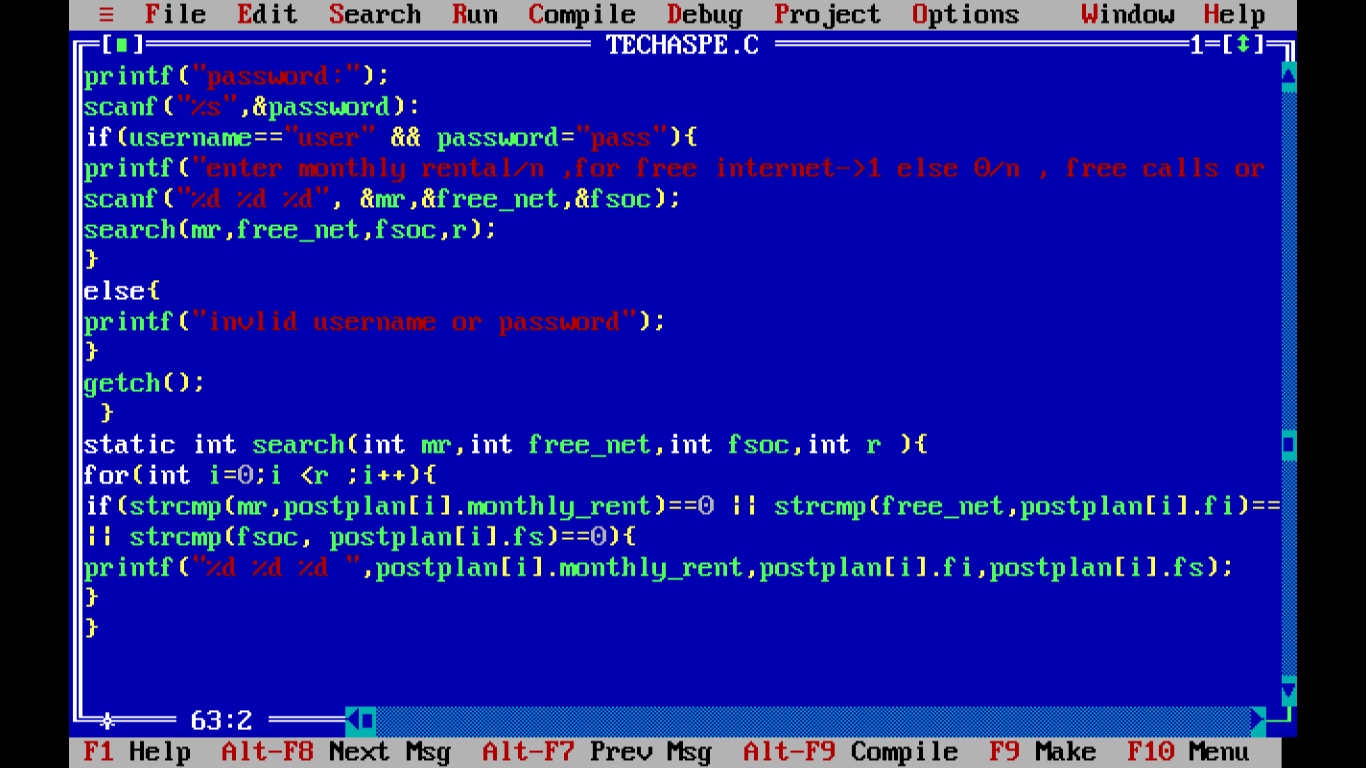 ≡ File Edit Search Run Compile Debug Project Options Window Help
[■] TECHASPE.C 1=[↕]
printf("password:");
scanf("%s",&password):
if(username=="user" && password="pass"){
printf("enter monthly rental/n ,for free internet->1 else 0/n , free calls or
scanf("%d %d %d", &mr,&free_net,&fsoc);
search(mr,free_net,fsoc,r);
}
else{
printf("invlid username or password");
}
getch();
}
static int search(int mr,int free_net,int fsoc,int r ){
for(int i=0;i <r ;i++){
if(strcmp(mr,postplan[i].monthly_rent)==0 || strcmp(free_net,postplan[i].fi)==
|| strcmp(fsoc, postplan[i].fs)==0){
printf("%d %d %d ",postplan[i].monthly_rent,postplan[i].fi,postplan[i].fs);
}
}
63:2
F1 Help Alt-F8 Next Msg Alt-F7 Prev Msg Alt-F9 Compile F9 Make F10 Menu